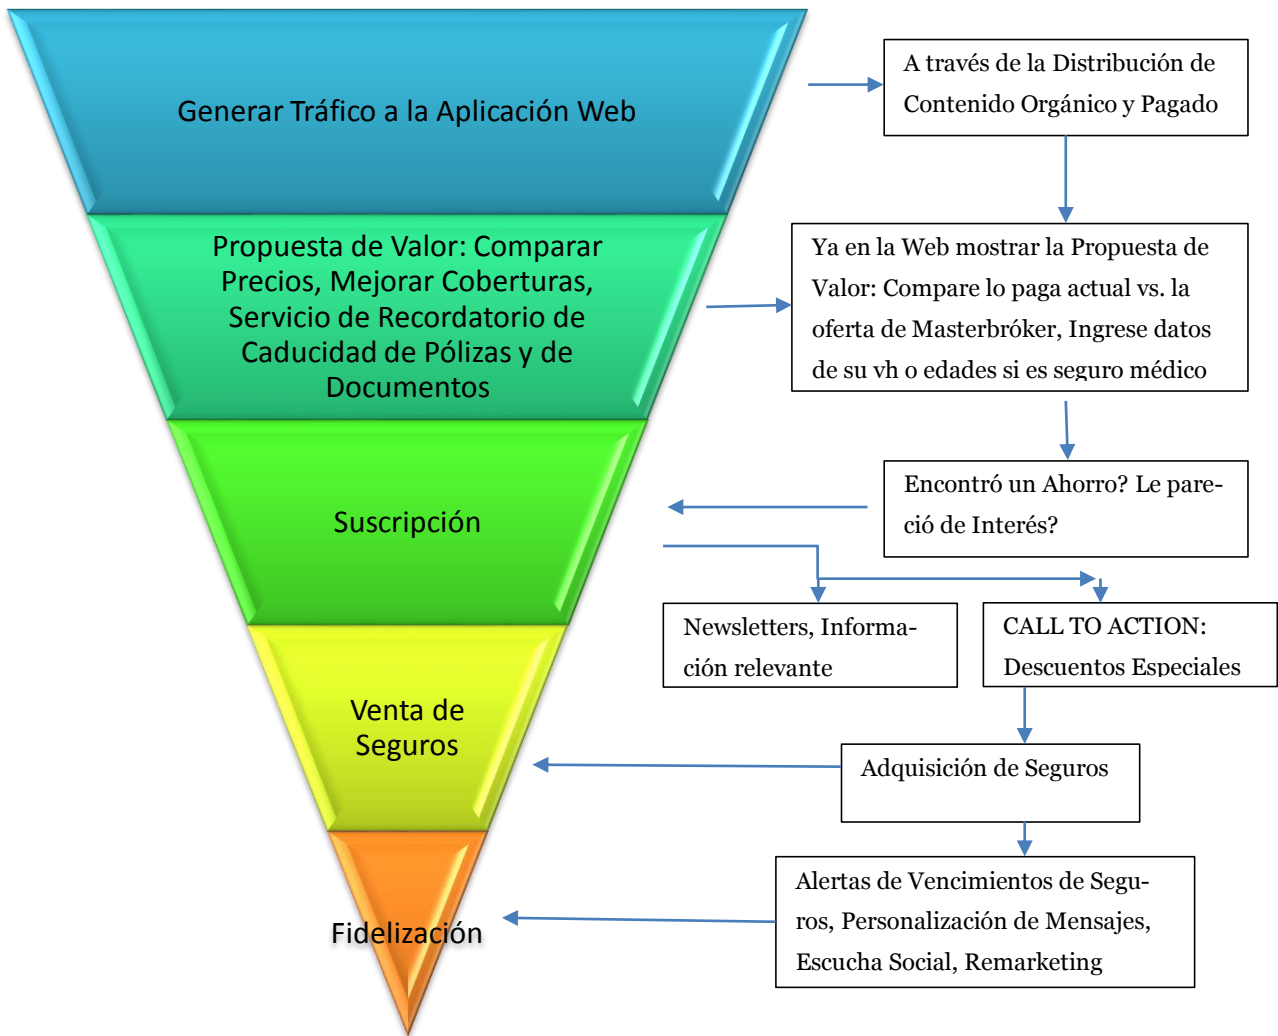 Generar Tráfico a la Aplicación Web
A través de la Distribución de
Contenido Orgánico y Pagado
Propuesta de Valor: Comparar
Precios, Mejorar Coberturas,
Servicio de Recordatorio de
Caducidad de Pólizas y de
Documentos
Ya en la Web mostrar la Propuesta de
Valor: Compare lo paga actual vs. la
oferta de Masterbróker, Ingrese datos
de su vh o edades si es seguro médico
Suscripción
Encontró un Ahorro? Le pare-
ció de Interés?
Newsletters, Informa-
ción relevante
CALL TO ACTION:
Descuentos Especiales
Venta de
Seguros
Adquisición de Seguros
Fidelización
Alertas de Vencimientos de Segu-
ros, Personalización de Mensajes,
Escucha Social, Remarketing